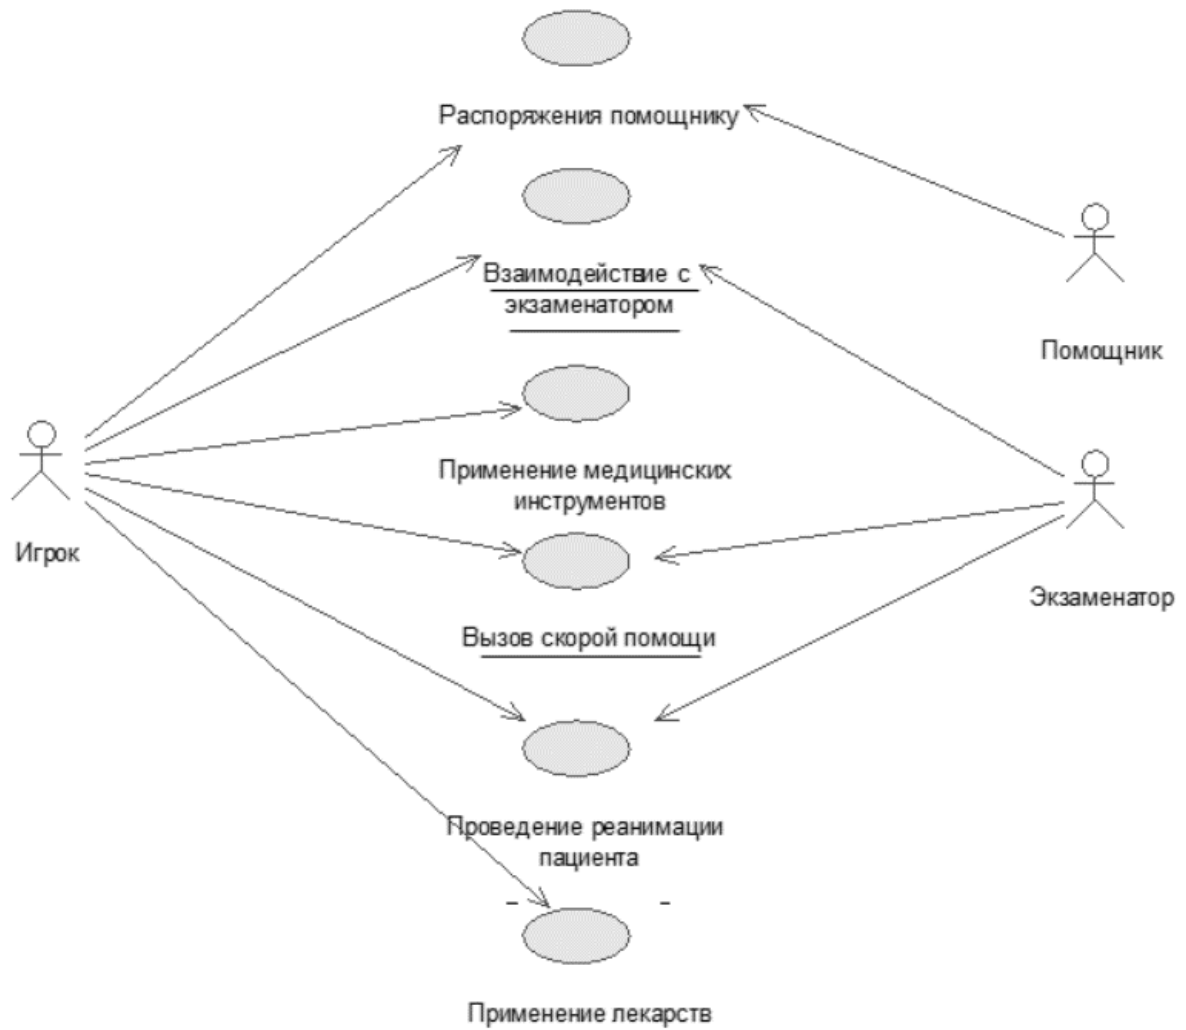 Распоряжения помощнику
Взаимодействие с
экзаменатором
Помощник
Применение медицинских
инструментов
Игрок
Экзаменатор
Вызов скорой помощи
Проведение реанимации
пациента
Применение лекарств